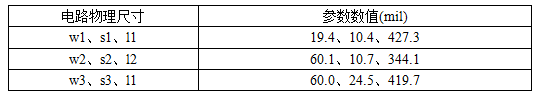 电路物理尺寸 参数数值(mil)
w1、s1、l1 19.4、10.4、427.3
w2、s2、l2 60.1、10.7、344.1
w3、s3、l1 60.0、24.5、419.7